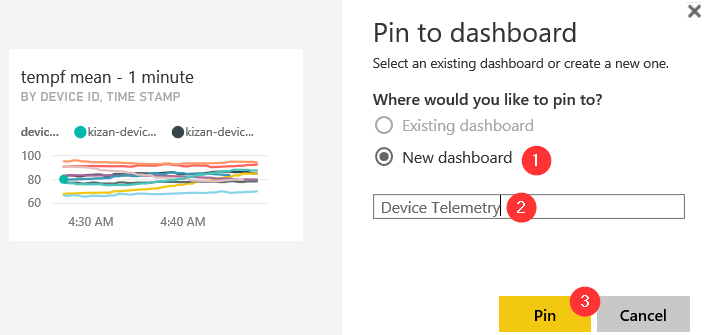 tempf mean - 1 minute
BY DEVICE ID, TIME STAMP
devic... kizan-devic... kizan-devic...
100
80
60
4:30 AM 4:40 AM
Pin to dashboard
Select an existing dashboard or create a new one.
Where would you like to pin to?
Existing dashboard
New dashboard 1
Device Telemetry 2
3
Pin Cancel